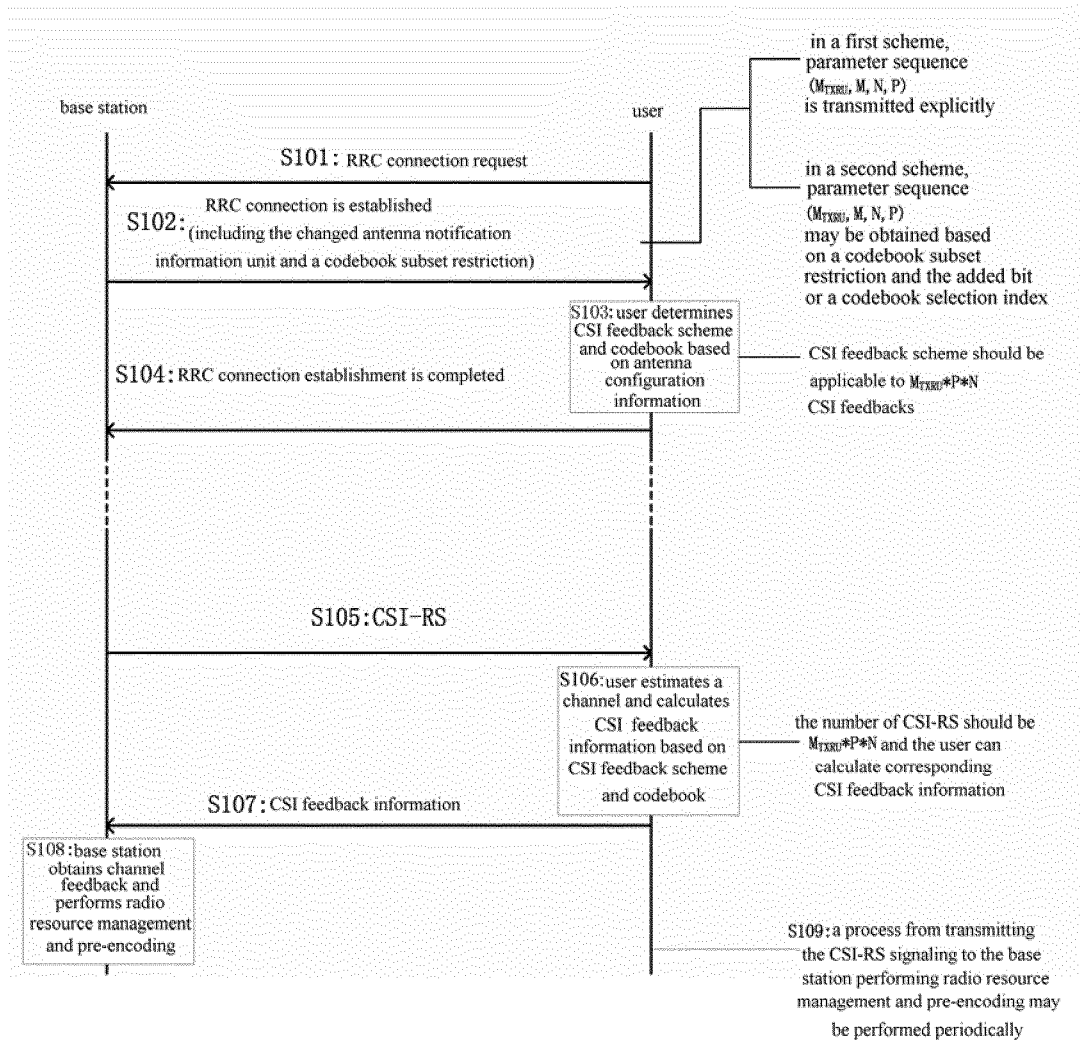 in a first scheme,
parameter sequence
(M_TXRU, M, N, P)
is transmitted explicitly
base station
user
S101: RRC connection request
in a second scheme,
parameter sequence
(M_TXRU, M, N, P)
may be obtained based
on a codebook subset
restriction and the added bit
or a codebook selection index
S102:
RRC connection is established
(including the changed antenna notification
information unit and a codebook subset restriction)
S103: user determines
CSI feedback scheme
and codebook based
on antenna
configuration
information
CSI feedback scheme should be
applicable to M_TXRU*P*N
CSI feedbacks
S104: RRC connection establishment is completed
S105:CSI-RS
S106: user estimates a
channel and calculates
CSI feedback
information based on
CSI feedback scheme
and codebook
the number of CSI-RS should be
M_TXRU*P*N and the user can
calculate corresponding
CSI feedback information
S107: CSI feedback information
S108: base station
obtains channel
feedback and
performs radio
resource management
and pre-encoding
S109: a process from transmitting
the CSI-RS signaling to the base
station performing radio resource
management and pre-encoding may
be performed periodically